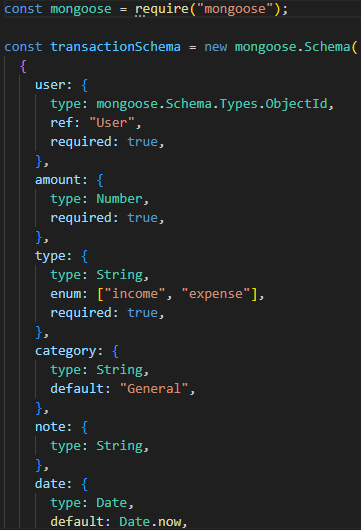 const mongoose = require("mongoose");
const transactionSchema = new mongoose.Schema(
{
user: {
type: mongoose.Schema.Types.ObjectId,
ref: "User",
required: true,
},
amount: {
type: Number,
required: true,
},
type: {
type: String,
enum: ["income", "expense"],
required: true,
},
category: {
type: String,
default: "General",
},
note: {
type: String,
},
date: {
type: Date,
default: Date.now,